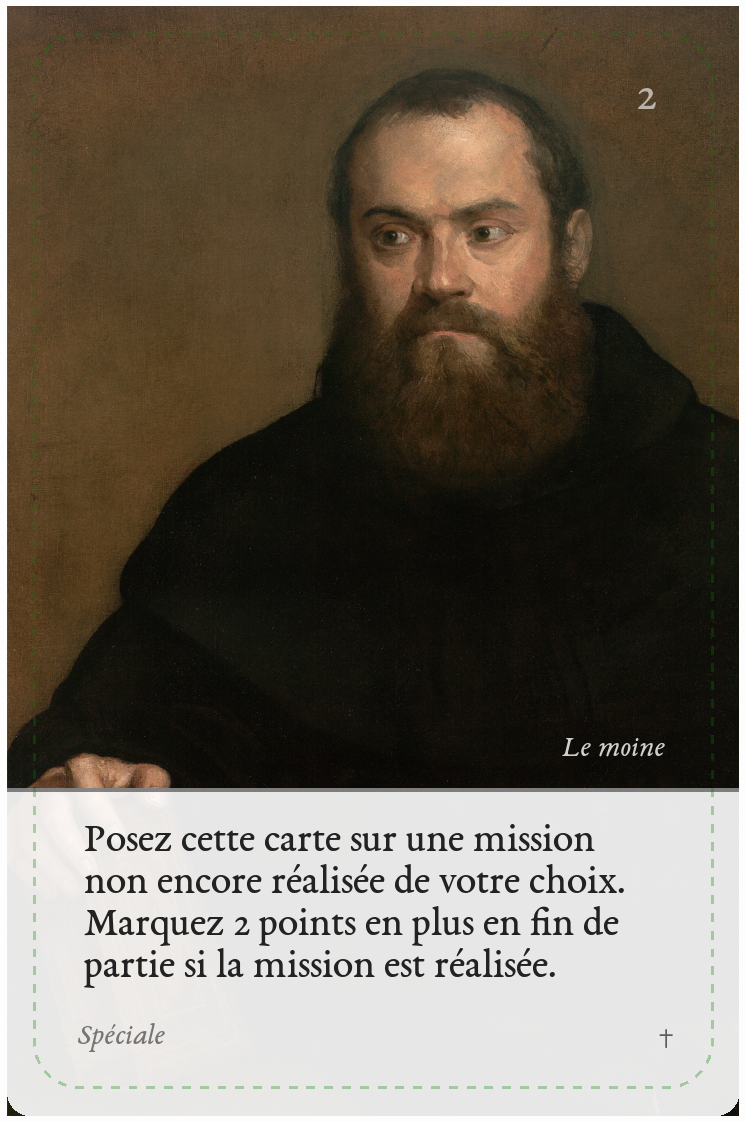 2
Le moine
Posez cette carte sur une mission
non encore réalisée de votre choix.
Marquez 2 points en plus en fin de
partie si la mission est réalisée.
Spéciale †